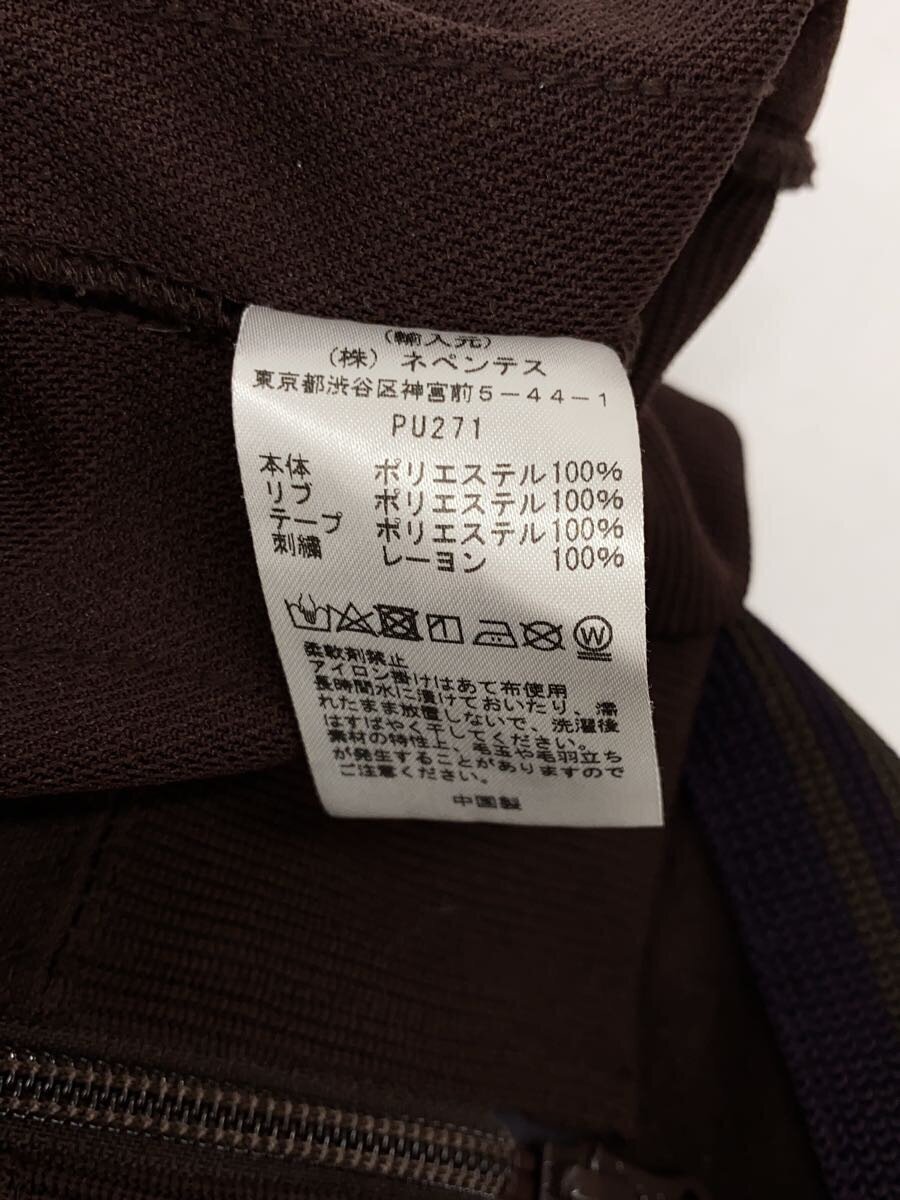 (輸入元)
(株) ネペンテス
東京都渋谷区神宮前5-44-1
PU271
本体 ポリエステル100%
リブ ポリエステル100%
テープ ポリエステル100%
刺繍 レーヨン 100%
W
柔軟剤禁止
アイロン掛けはあて布使用
長時間水に漬けておいたり、濡
れたまま放置しないで、洗濯後
はすばやく干してください。
素材の特性上、毛玉や毛羽立ち
が発生することがありますので
ご注意ください。
中国製